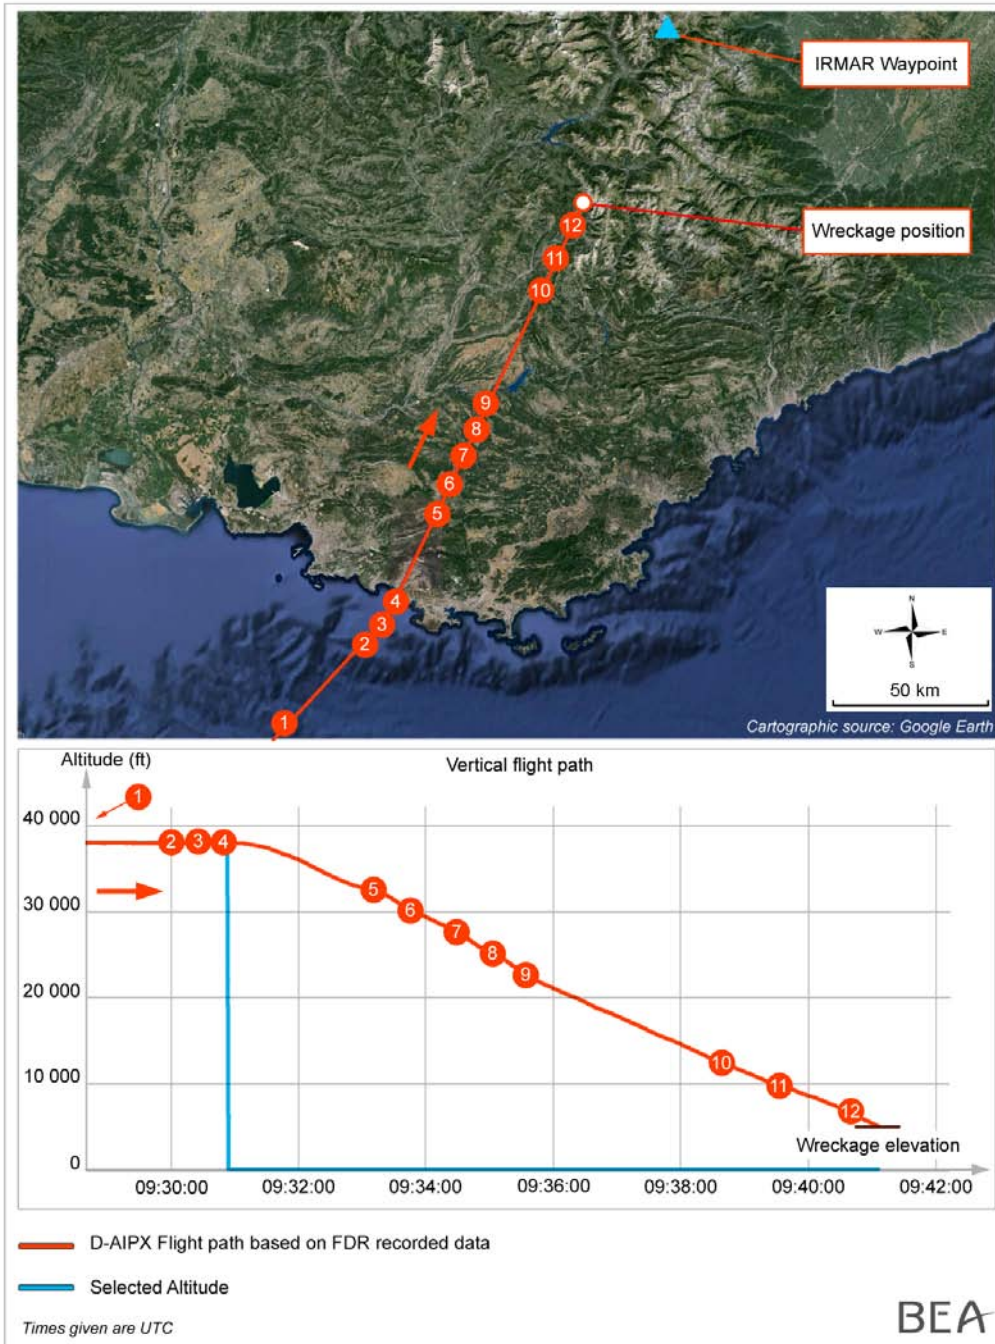 IRMAR Waypoint
Wreckage position
12
11
10
9
8
7
6
5
4
3
2
1
N
W E
S
50 km
Cartographic source: Google Earth
Altitude (ft)
Vertical flight path
1
40 000
2 3 4
5
30 000
6
7
8
9
20 000
10 000
10
11
12
Wreckage elevation
0
09:30:00 09:32:00 09:34:00 09:36:00 09:38:00 09:40:00 09:42:00
D-AIPX Flight path based on FDR recorded data
Selected Altitude
Times given are UTC
BEA